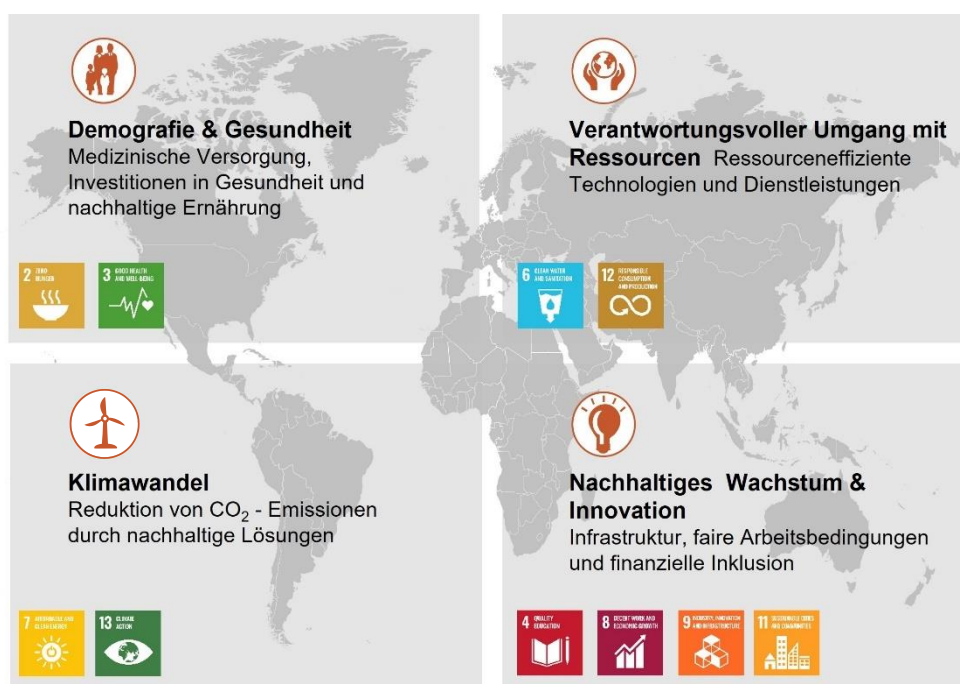 Demografie & Gesundheit
Medizinische Versorgung,
Investitionen in Gesundheit und
nachhaltige Ernährung
2 ZERO
HUNGER
3 GOOD HEALTH
AND WELL-BEING
Verantwortungsvoller Umgang mit
Ressourcen Ressourceneffiziente
Technologien und Dienstleistungen
6 CLEAN WATER
AND SANITATION
12 RESPONSIBLE
CONSUMPTION
AND PRODUCTION
Klimawandel
Reduktion von CO₂ - Emissionen
durch nachhaltige Lösungen
7 AFFORDABLE AND
CLEAN ENERGY
13 CLIMATE
ACTION
Nachhaltiges Wachstum &
Innovation
Infrastruktur, faire Arbeitsbedingungen
und finanzielle Inklusion
4 QUALITY
EDUCATION
8 DECENT WORK AND
ECONOMIC GROWTH
9 INDUSTRY, INNOVATION
AND INFRASTRUCTURE
11 SUSTAINABLE CITIES
AND COMMUNITIES